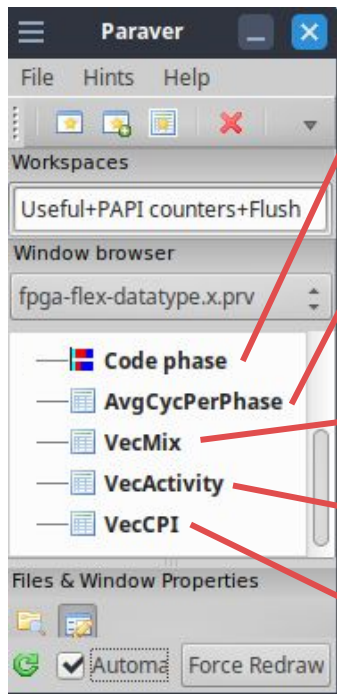 Paraver
File Hints Help
Workspaces
Useful+PAPI counters+Flush
Window browser
fpga-flex-datatype.x.prv
Code phase
AvgCycPerPhase
VecMix
VecActivity
VecCPI
Files & Window Properties
Automa Force Redraw